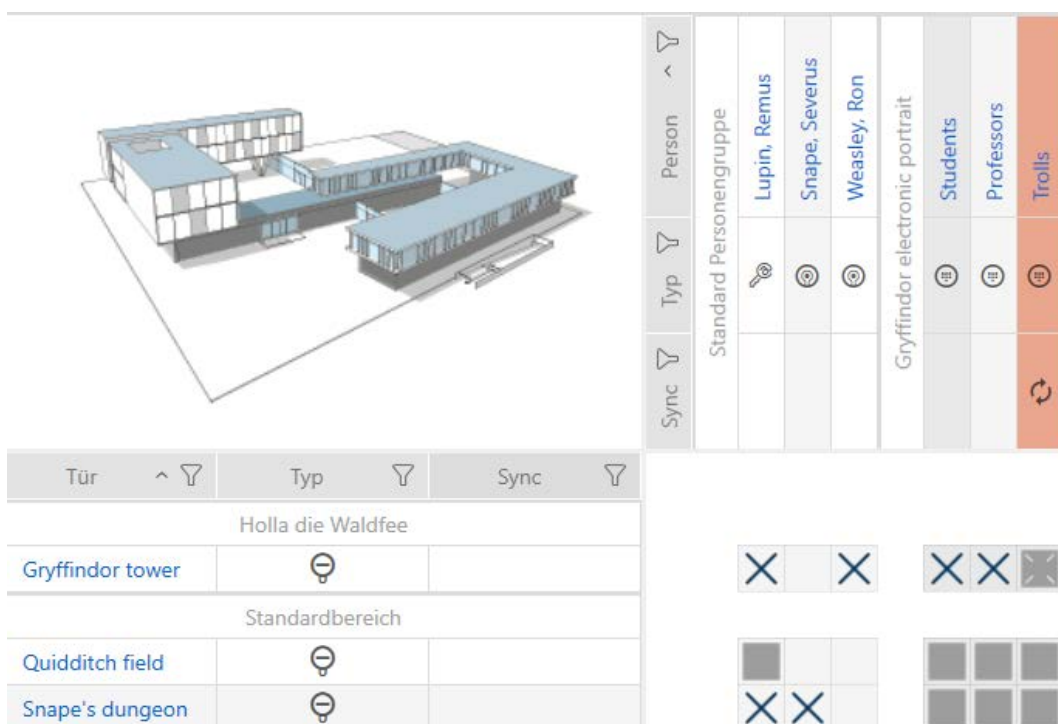 Person
Typ
Sync
Standard Personengruppe
Lupin, Remus
Snape, Severus
Weasley, Ron
Gryffindor electronic portrait
Students
Professors
Trolls
Tür Typ Sync
Holla die Waldfee
Gryffindor tower
Standardbereich
Quidditch field
Snape's dungeon